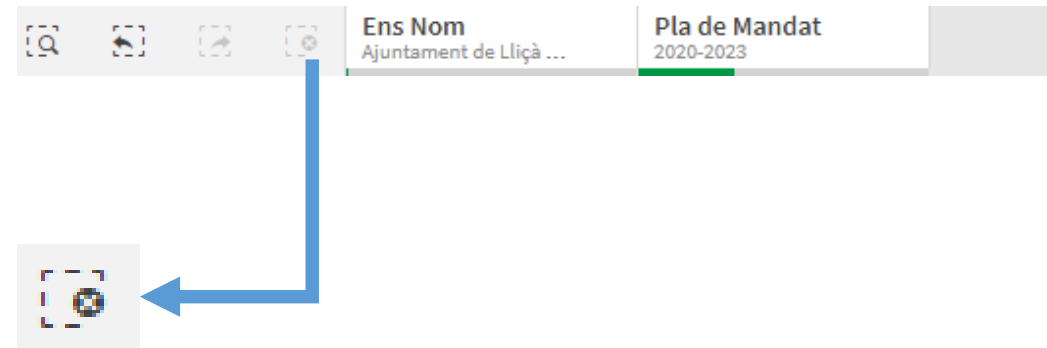 Ens Nom
Ajuntament de Lliçà ...
Pla de Mandat
2020-2023